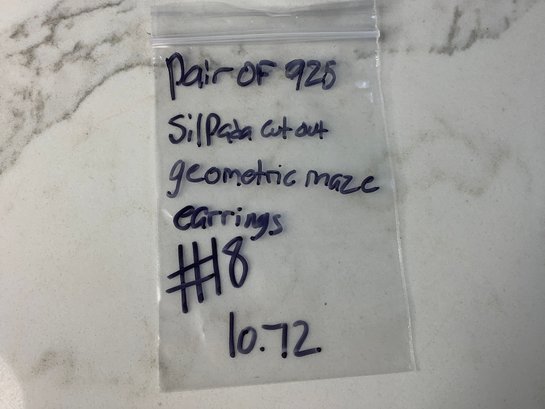 Pair OF 925
Silpada cut out
geometric maze
earrings
#18
10.72.